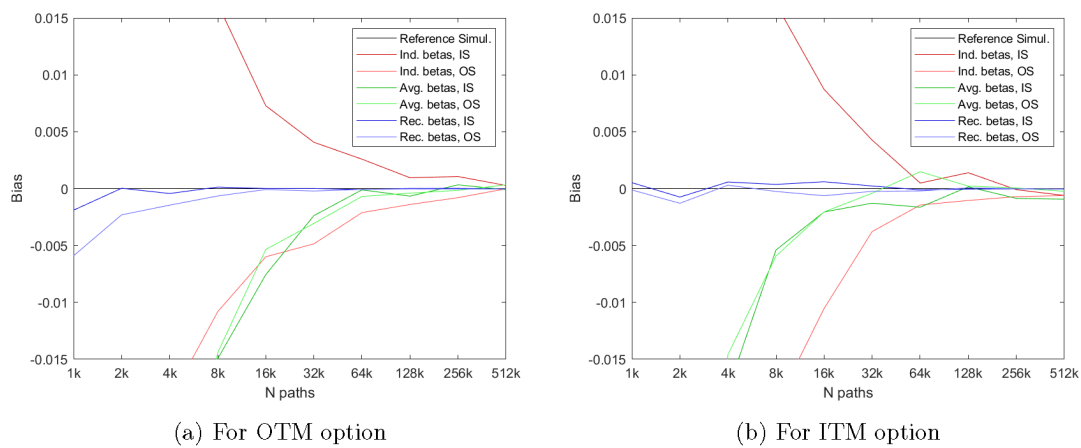 0.015
0.01
0.005
0
-0.005
-0.01
-0.015
Bias
1k 2k 4k 8k 16k 32k 64k 128k 256k 512k
N paths
Reference Simul.
Ind. betas, IS
Ind. betas, OS
Avg. betas, IS
Avg. betas, OS
Rec. betas, IS
Rec. betas, OS
(a) For OTM option
0.015
0.01
0.005
0
-0.005
-0.01
-0.015
Bias
1k 2k 4k 8k 16k 32k 64k 128k 256k 512k
N paths
Reference Simul.
Ind. betas, IS
Ind. betas, OS
Avg. betas, IS
Avg. betas, OS
Rec. betas, IS
Rec. betas, OS
(b) For ITM option